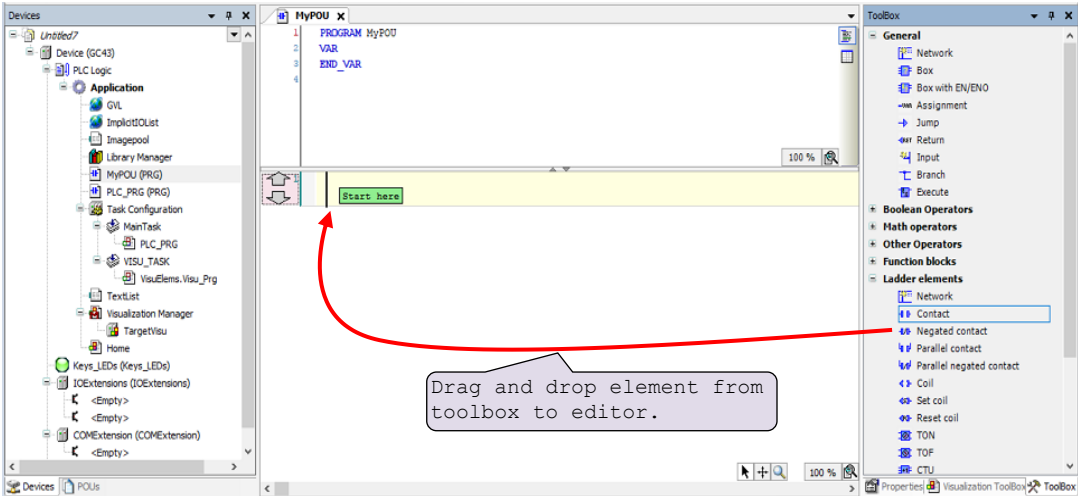 Devices
Untitled7
Device (GC43)
PLC Logic
Application
GVL
ImplicitIOList
Imagepool
Library Manager
MyPOU (PRG)
PLC_PRG (PRG)
Task Configuration
MainTask
PLC_PRG
VISU_TASK
VisuElems.Visu_Prg
TextList
Visualization Manager
TargetVisu
Home
Keys_LEDs (Keys_LEDs)
IOExtensions (IOExtensions)
<Empty>
<Empty>
COMExtension (COMExtension)
<Empty>
Devices POUs
MyPOU X
1 PROGRAM MyPOU
2 VAR
3 END_VAR
4
100 %
1
Start here
Drag and drop element from
toolbox to editor.
100 %
ToolBox
General
Network
Box
Box with EN/ENO
Assignment
Jump
Return
Input
Branch
Execute
Boolean Operators
Math operators
Other Operators
Function blocks
Ladder elements
Network
Contact
Negated contact
Parallel contact
Parallel negated contact
Coil
Set coil
Reset coil
TON
TOF
CTU
Properties Visualization ToolBox ToolBox